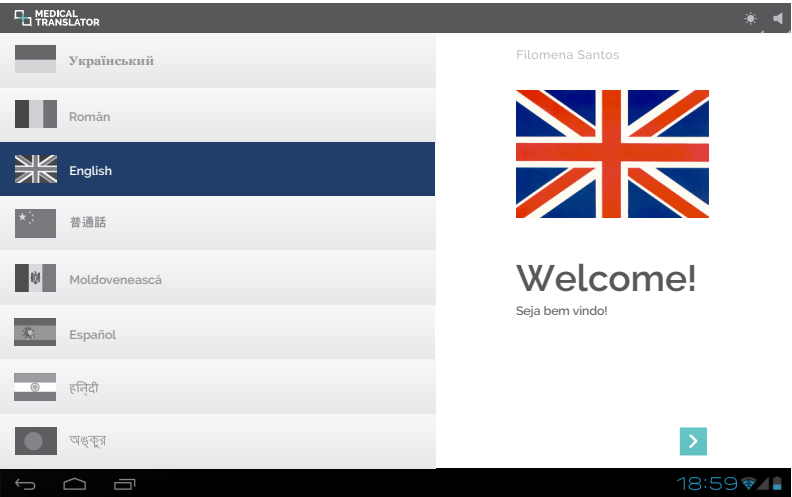 MEDICAL
TRANSLATOR
Український
Român
English
普通話
Moldovenească
Español
हिन्दी
অঙ্কুর
Filomena Santos
Welcome!
Seja bem vindo!
18:59